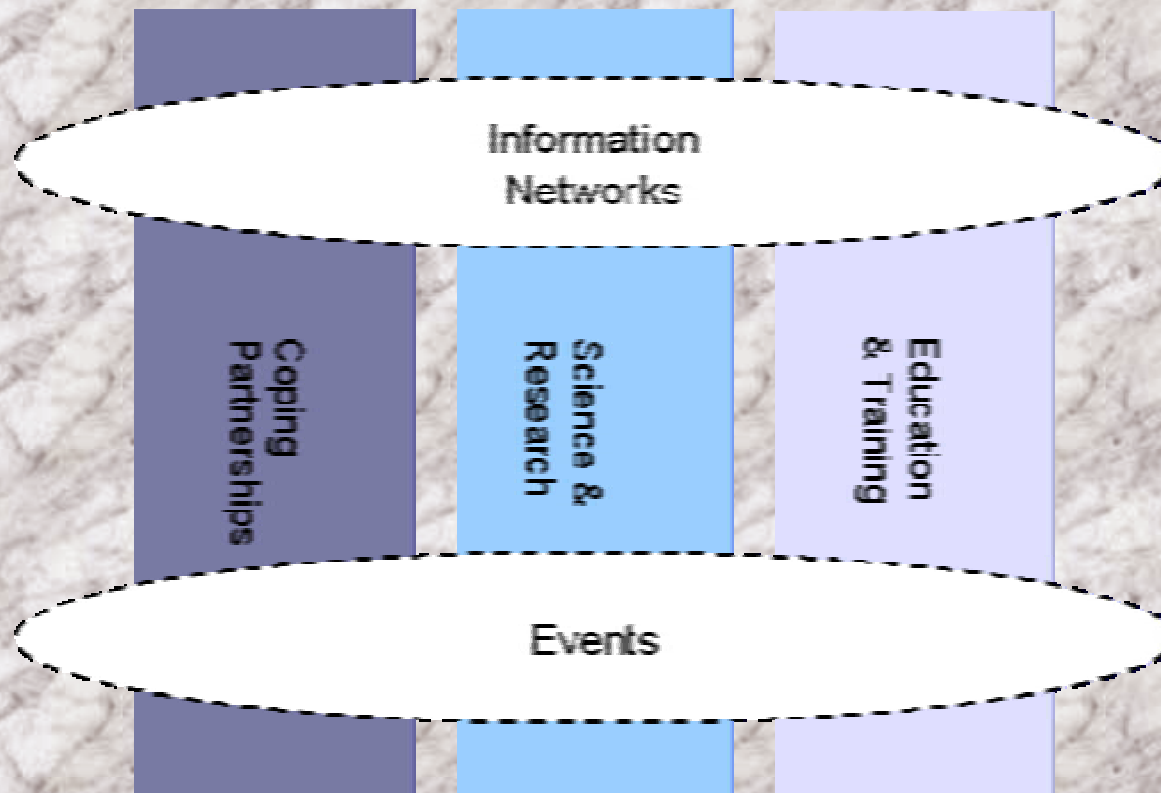 Information
Networks
Coping
Partnerships
Science &
Research
Education
& Training
Events